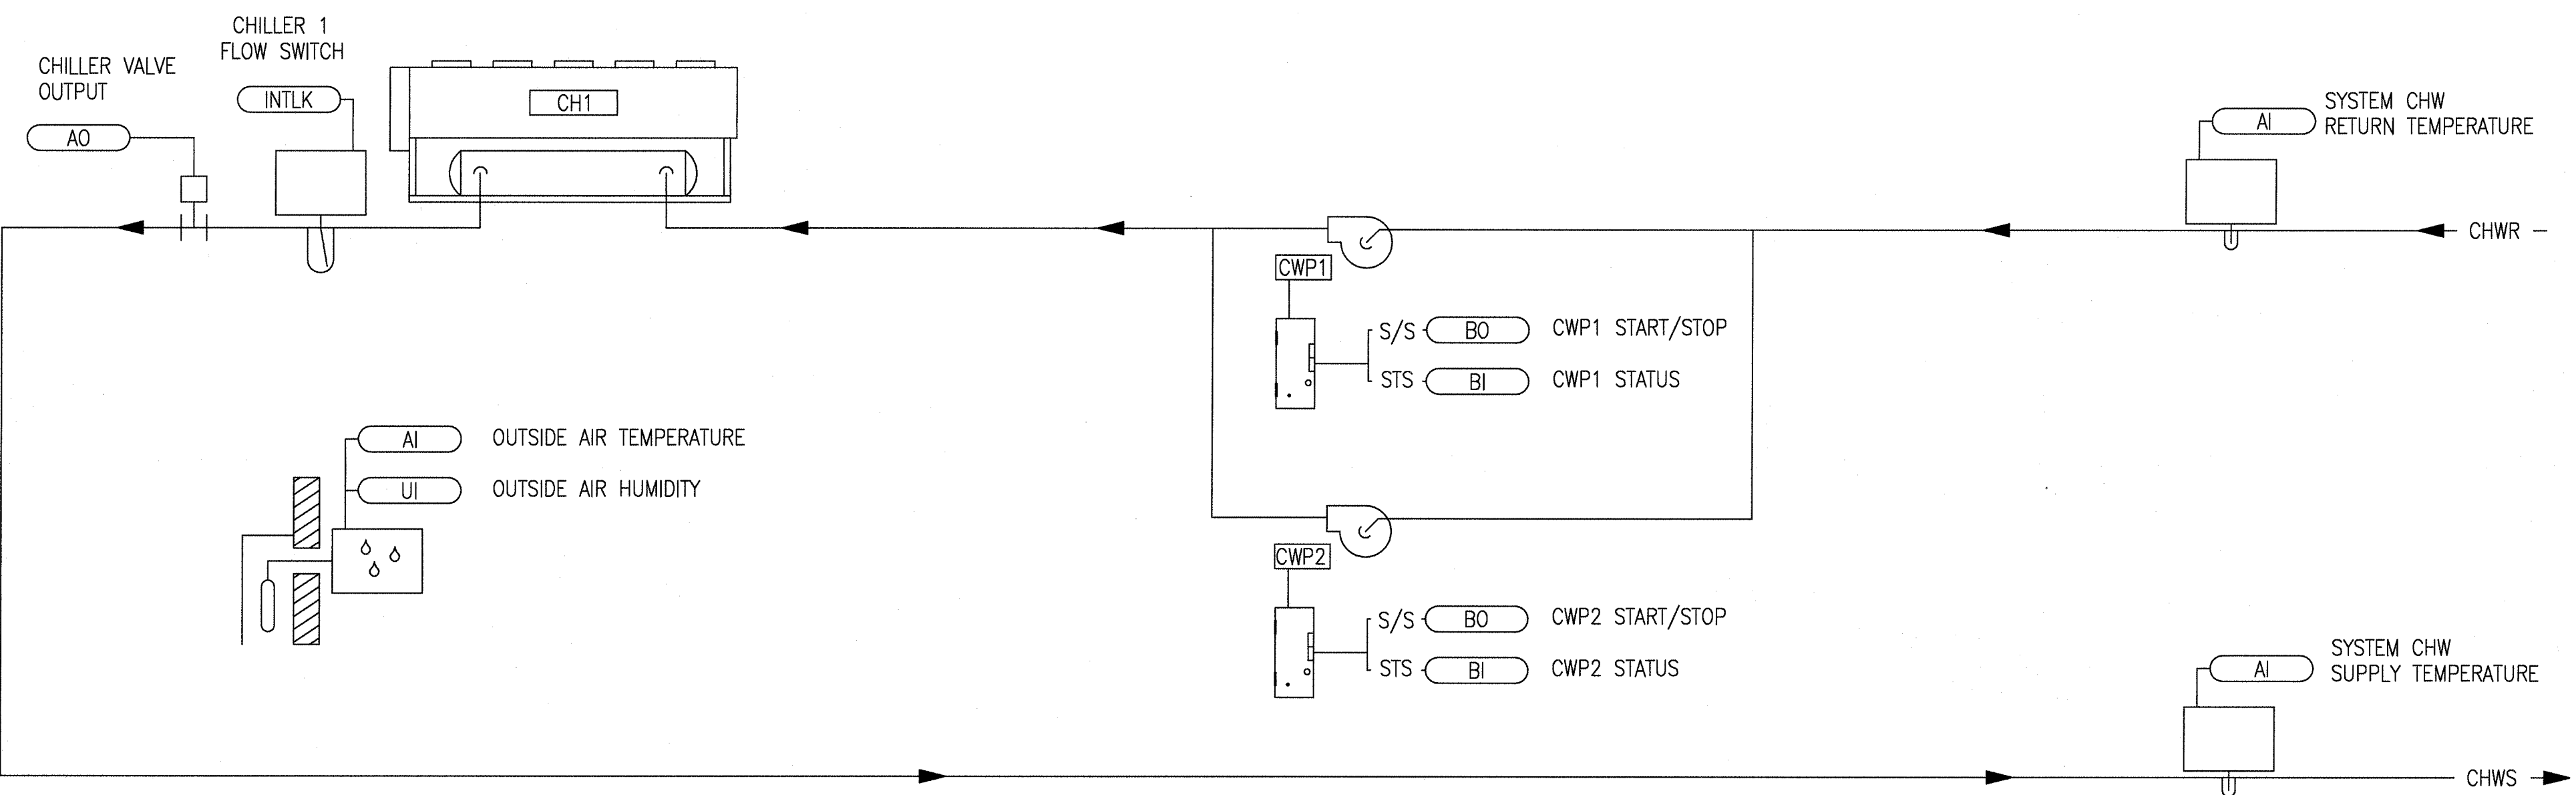 CHILLER 1
FLOW SWITCH
CHILLER VALVE
OUTPUT
INTLK
AO
CH1
SYSTEM CHW
RETURN TEMPERATURE
AI
CHWR
CWP1
S/S BO CWP1 START/STOP
STS BI CWP1 STATUS
AI OUTSIDE AIR TEMPERATURE
UI OUTSIDE AIR HUMIDITY
CWP2
S/S BO CWP2 START/STOP
STS BI CWP2 STATUS
SYSTEM CHW
SUPPLY TEMPERATURE
AI
CHWS